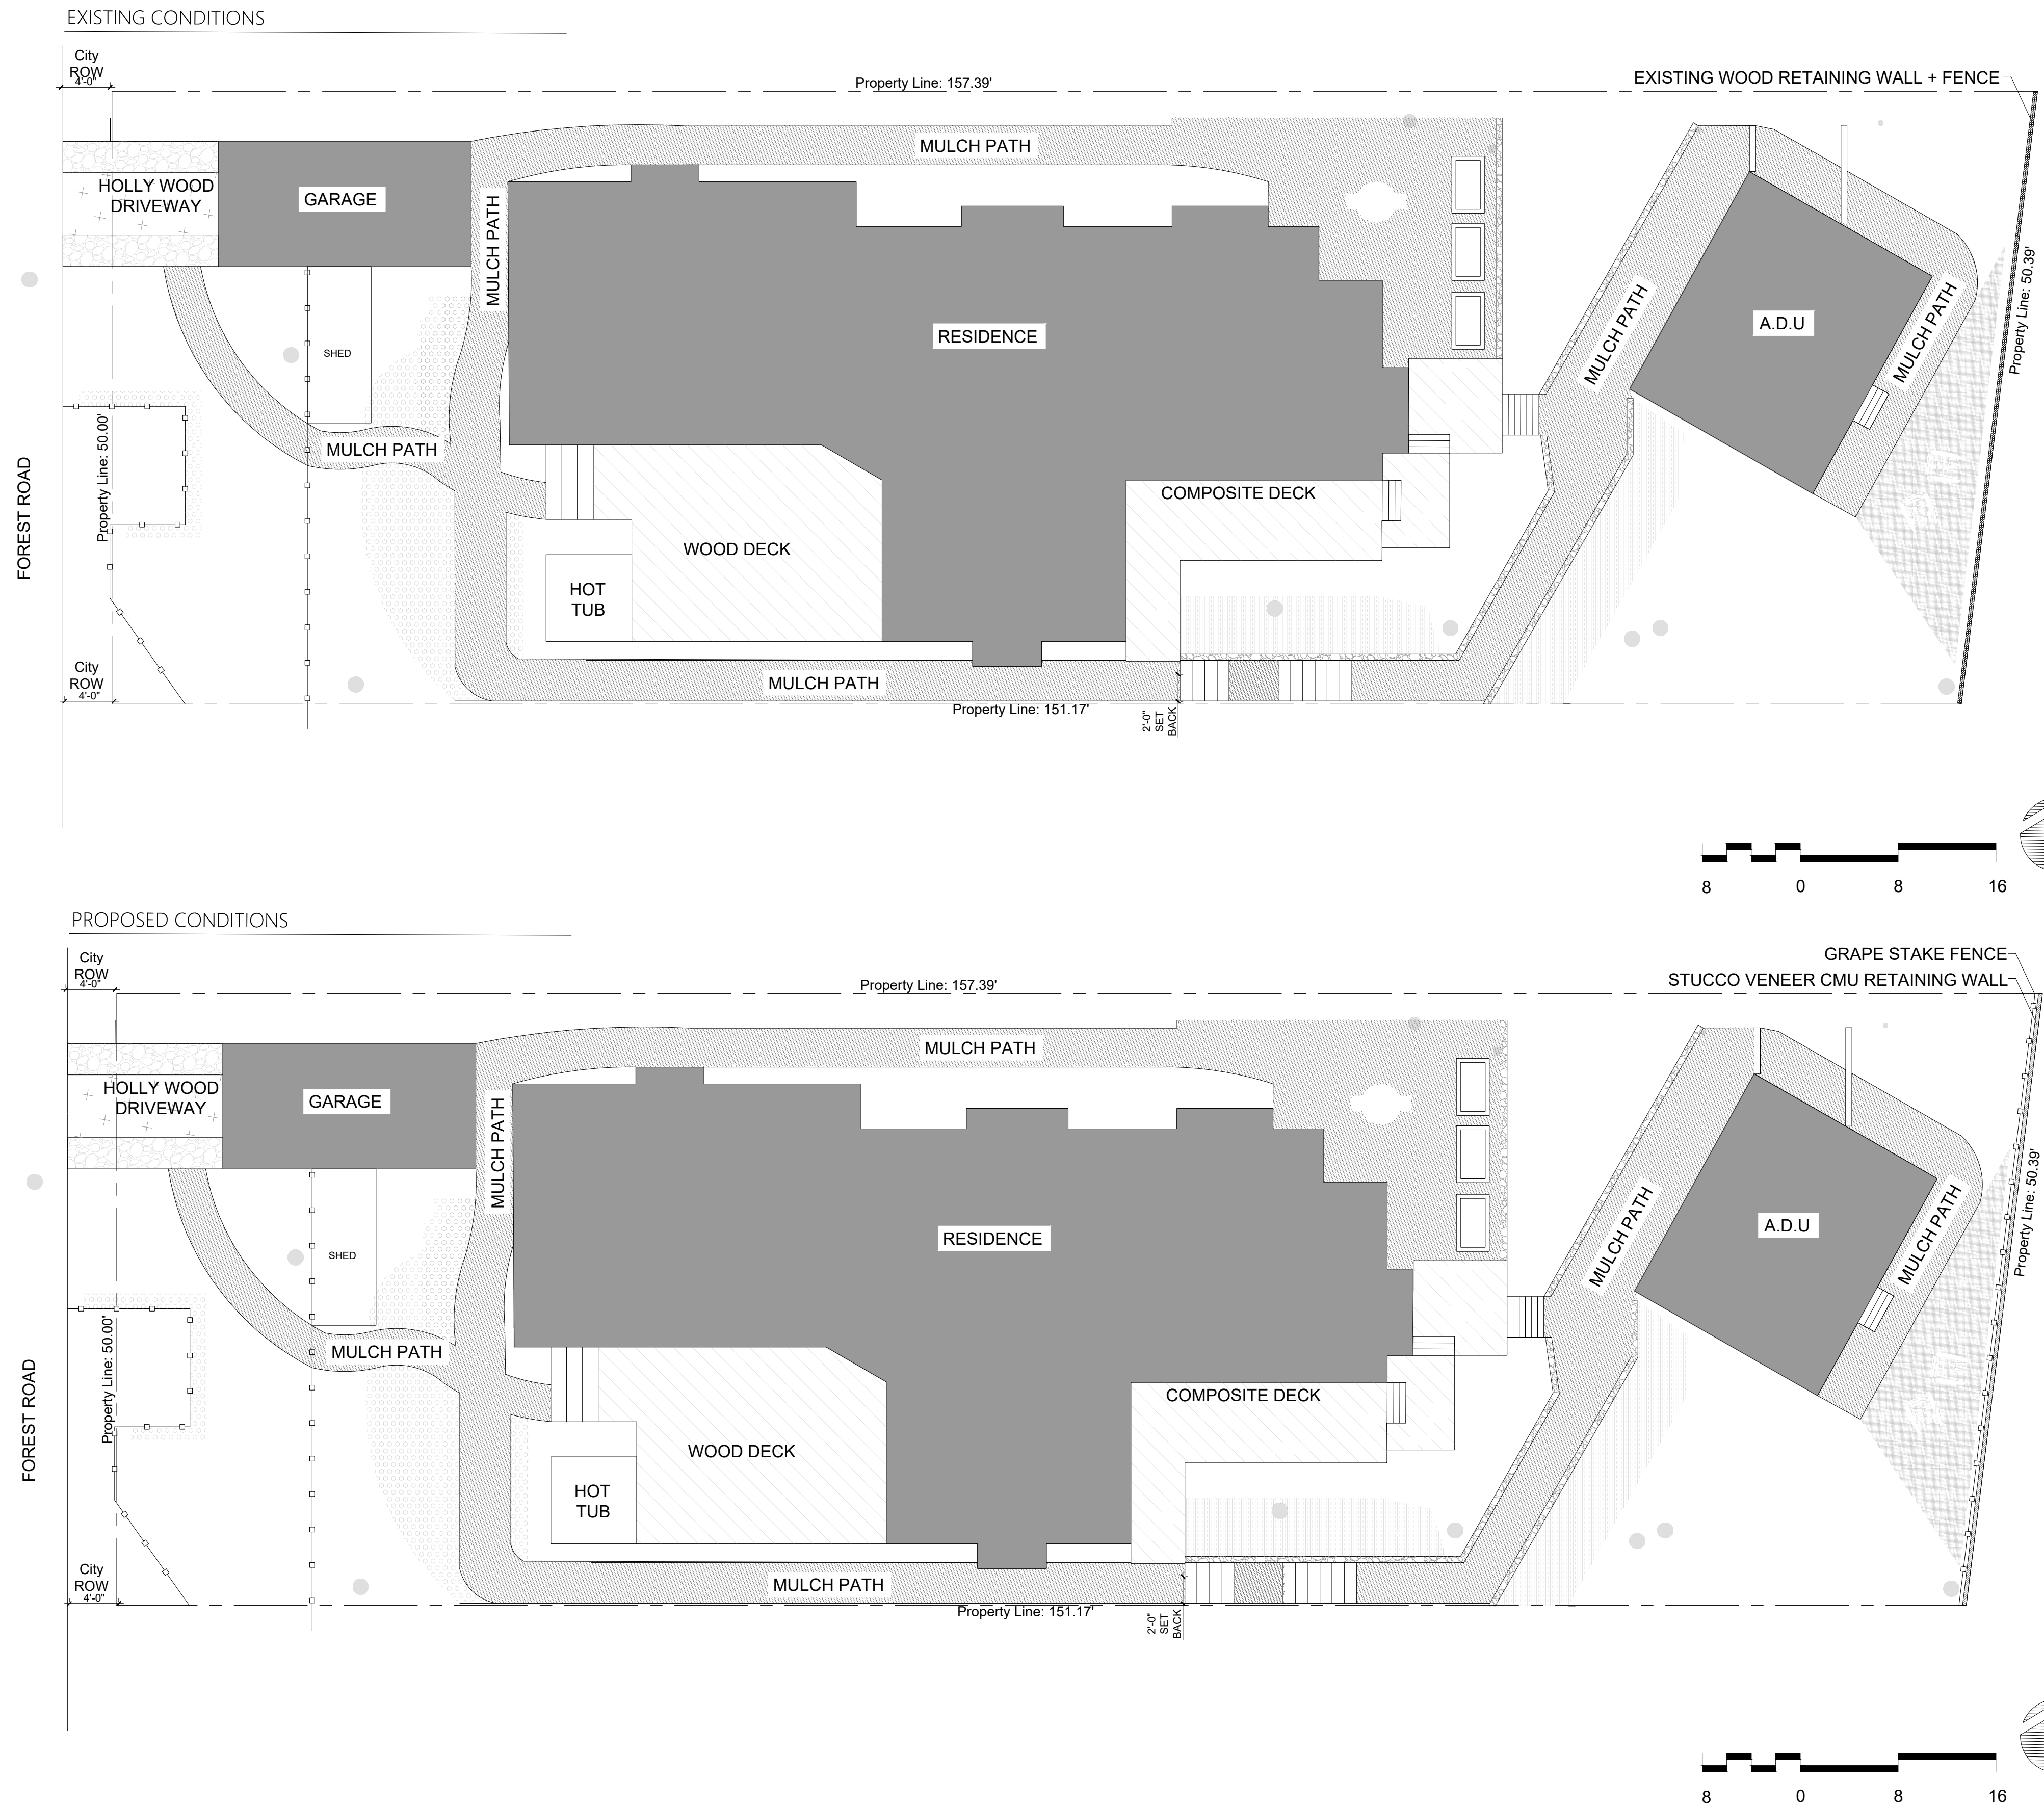 EXISTING CONDITIONS
City
ROW
4'-0"
Property Line: 157.39'
EXISTING WOOD RETAINING WALL + FENCE
MULCH PATH
HOLLY WOOD
DRIVEWAY
GARAGE
MULCH PATH
RESIDENCE
SHED
A.D.U
MULCH PATH
MULCH PATH
Property Line: 50.39'
MULCH PATH
Property Line: 50.00'
FOREST ROAD
COMPOSITE DECK
WOOD DECK
HOT
TUB
City
ROW
4'-0"
MULCH PATH
Property Line: 151.17'
2'-0"
SET
BACK
8 0 8 16
PROPOSED CONDITIONS
City
ROW
4'-0"
Property Line: 157.39'
GRAPE STAKE FENCE
STUCCO VENEER CMU RETAINING WALL
MULCH PATH
HOLLY WOOD
DRIVEWAY
GARAGE
MULCH PATH
RESIDENCE
SHED
A.D.U
MULCH PATH
MULCH PATH
Property Line: 50.39'
MULCH PATH
Property Line: 50.00'
FOREST ROAD
COMPOSITE DECK
WOOD DECK
HOT
TUB
City
ROW
4'-0"
MULCH PATH
Property Line: 151.17'
2'-0"
SET
BACK
8 0 8 16